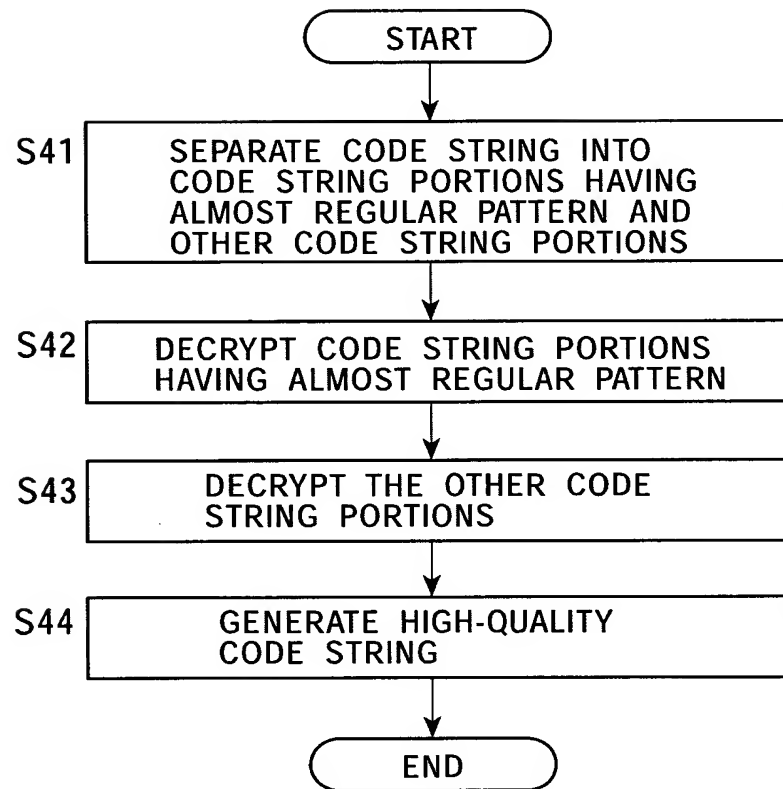 START
S41
SEPARATE CODE STRING INTO
CODE STRING PORTIONS HAVING
ALMOST REGULAR PATTERN AND
OTHER CODE STRING PORTIONS
S42
DECRYPT CODE STRING PORTIONS
HAVING ALMOST REGULAR PATTERN
S43
DECRYPT THE OTHER CODE
STRING PORTIONS
S44
GENERATE HIGH-QUALITY
CODE STRING
END